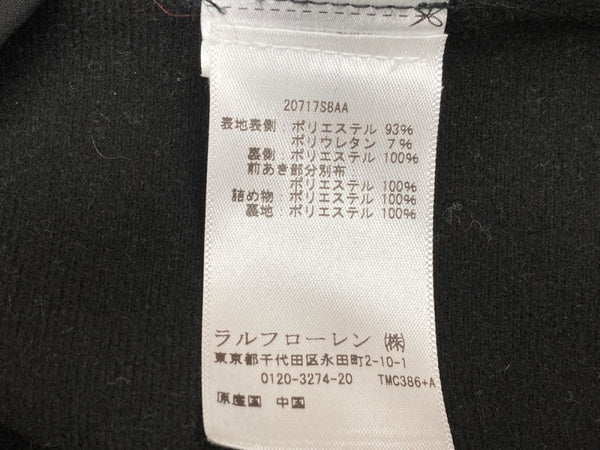 20717S8AA
表地表側：ポリエステル 93%
ポリウレタン 7%
裏側：ポリエステル 100%
前あき部分別布
ポリエステル 100%
詰め物：ポリエステル 100%
裏地：ポリエステル 100%
ラルフローレン ㈱
東京都千代田区永田町2-10-1
0120-3274-20 TMC386+A
原産国 中国